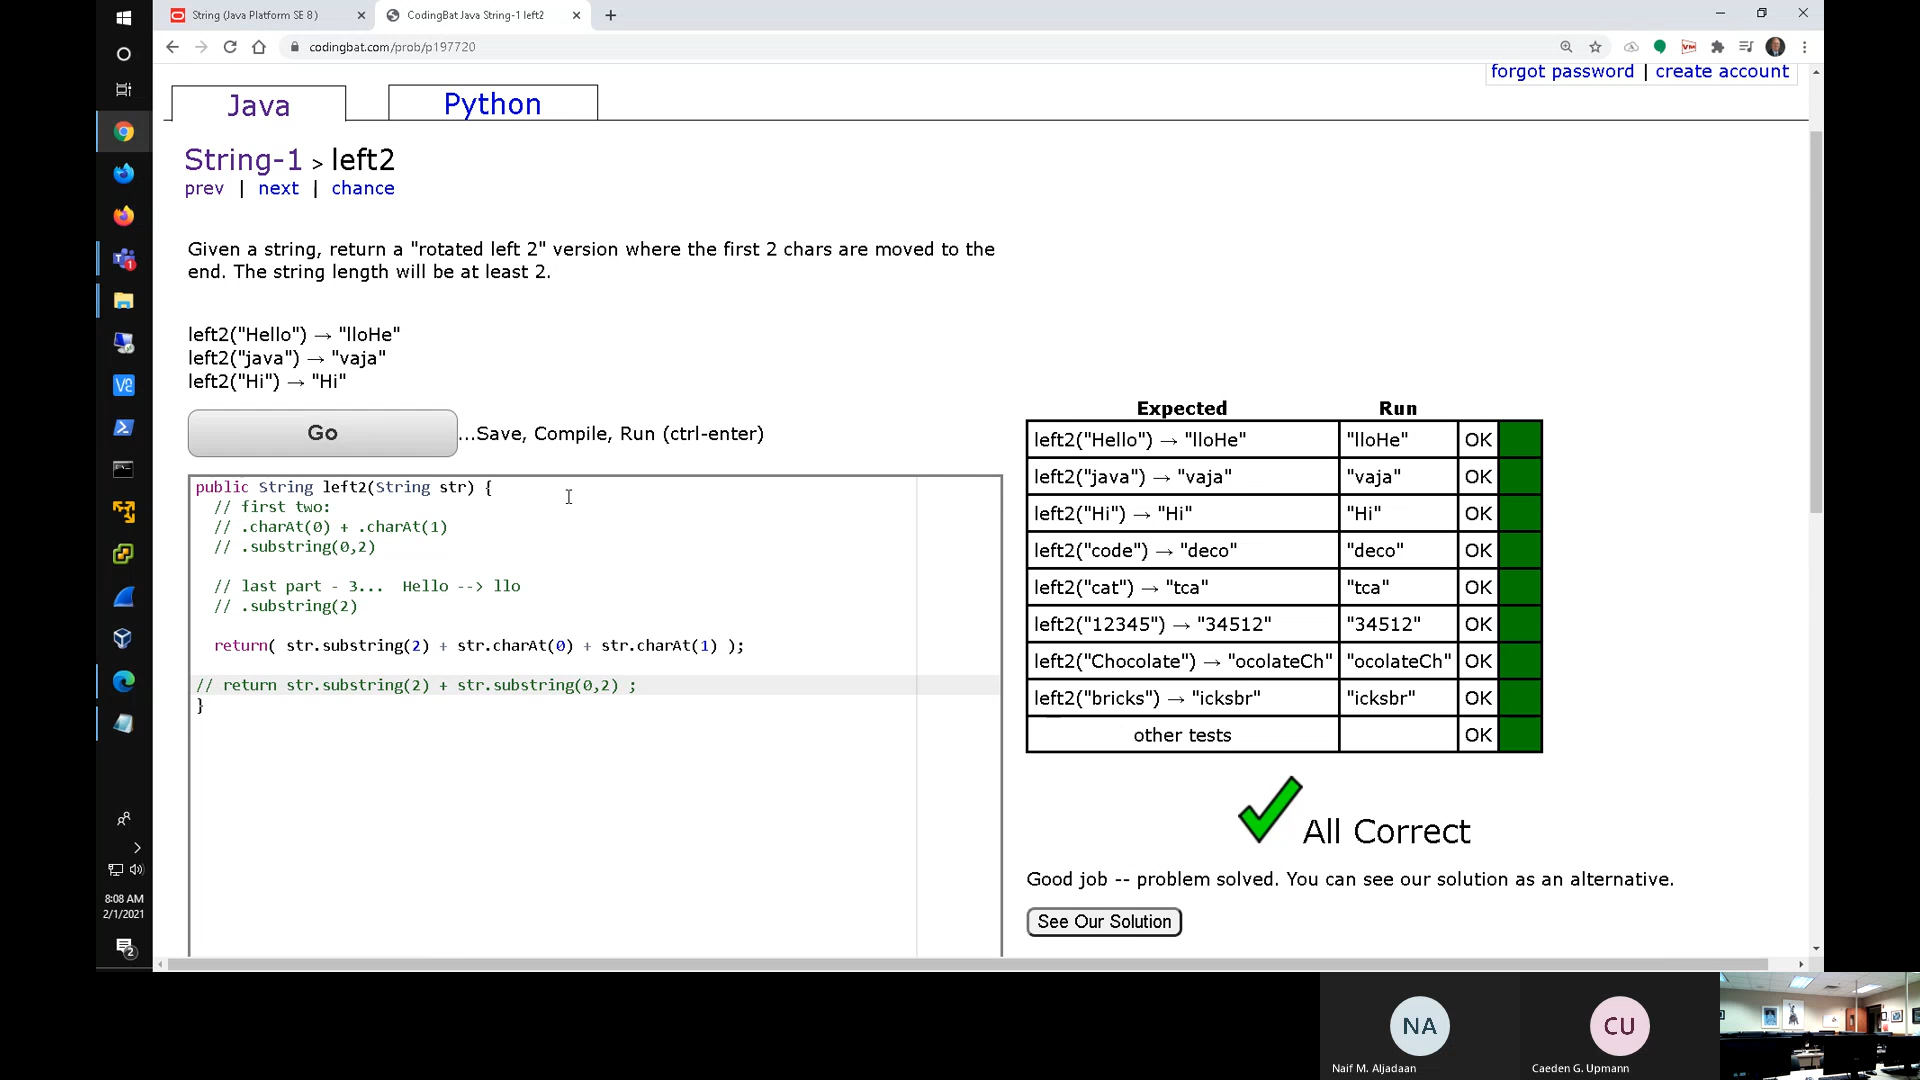 String (Java Platform SE 8 )
CodingBat Java String-1 left2
codingbat.com/prob/p197720
forgot password | create account
Java
Python
String-1 > left2
prev | next | chance
Given a string, return a "rotated left 2" version where the first 2 chars are moved to the
end. The string length will be at least 2.
left2("Hello") → "lloHe"
left2("java") → "vaja"
left2("Hi") → "Hi"
Go
...Save, Compile, Run (ctrl-enter)
public String left2(String str) {
// first two:
// .charAt(0) + .charAt(1)
// .substring(0,2)
// last part - 3... Hello --> llo
// .substring(2)
return( str.substring(2) + str.charAt(0) + str.charAt(1) );
// return str.substring(2) + str.substring(0,2) ;
}
Expected Run
left2("Hello") → "lloHe" "lloHe" OK
left2("java") → "vaja" "vaja" OK
left2("Hi") → "Hi" "Hi" OK
left2("code") → "deco" "deco" OK
left2("cat") → "tca" "tca" OK
left2("12345") → "34512" "34512" OK
left2("Chocolate") → "ocolateCh" "ocolateCh" OK
left2("bricks") → "icksbr" "icksbr" OK
other tests OK
All Correct
Good job -- problem solved. You can see our solution as an alternative.
See Our Solution
8:08 AM
2/1/2021
2
NA
Naif M. Aljadaan
CU
Caeden G. Upmann